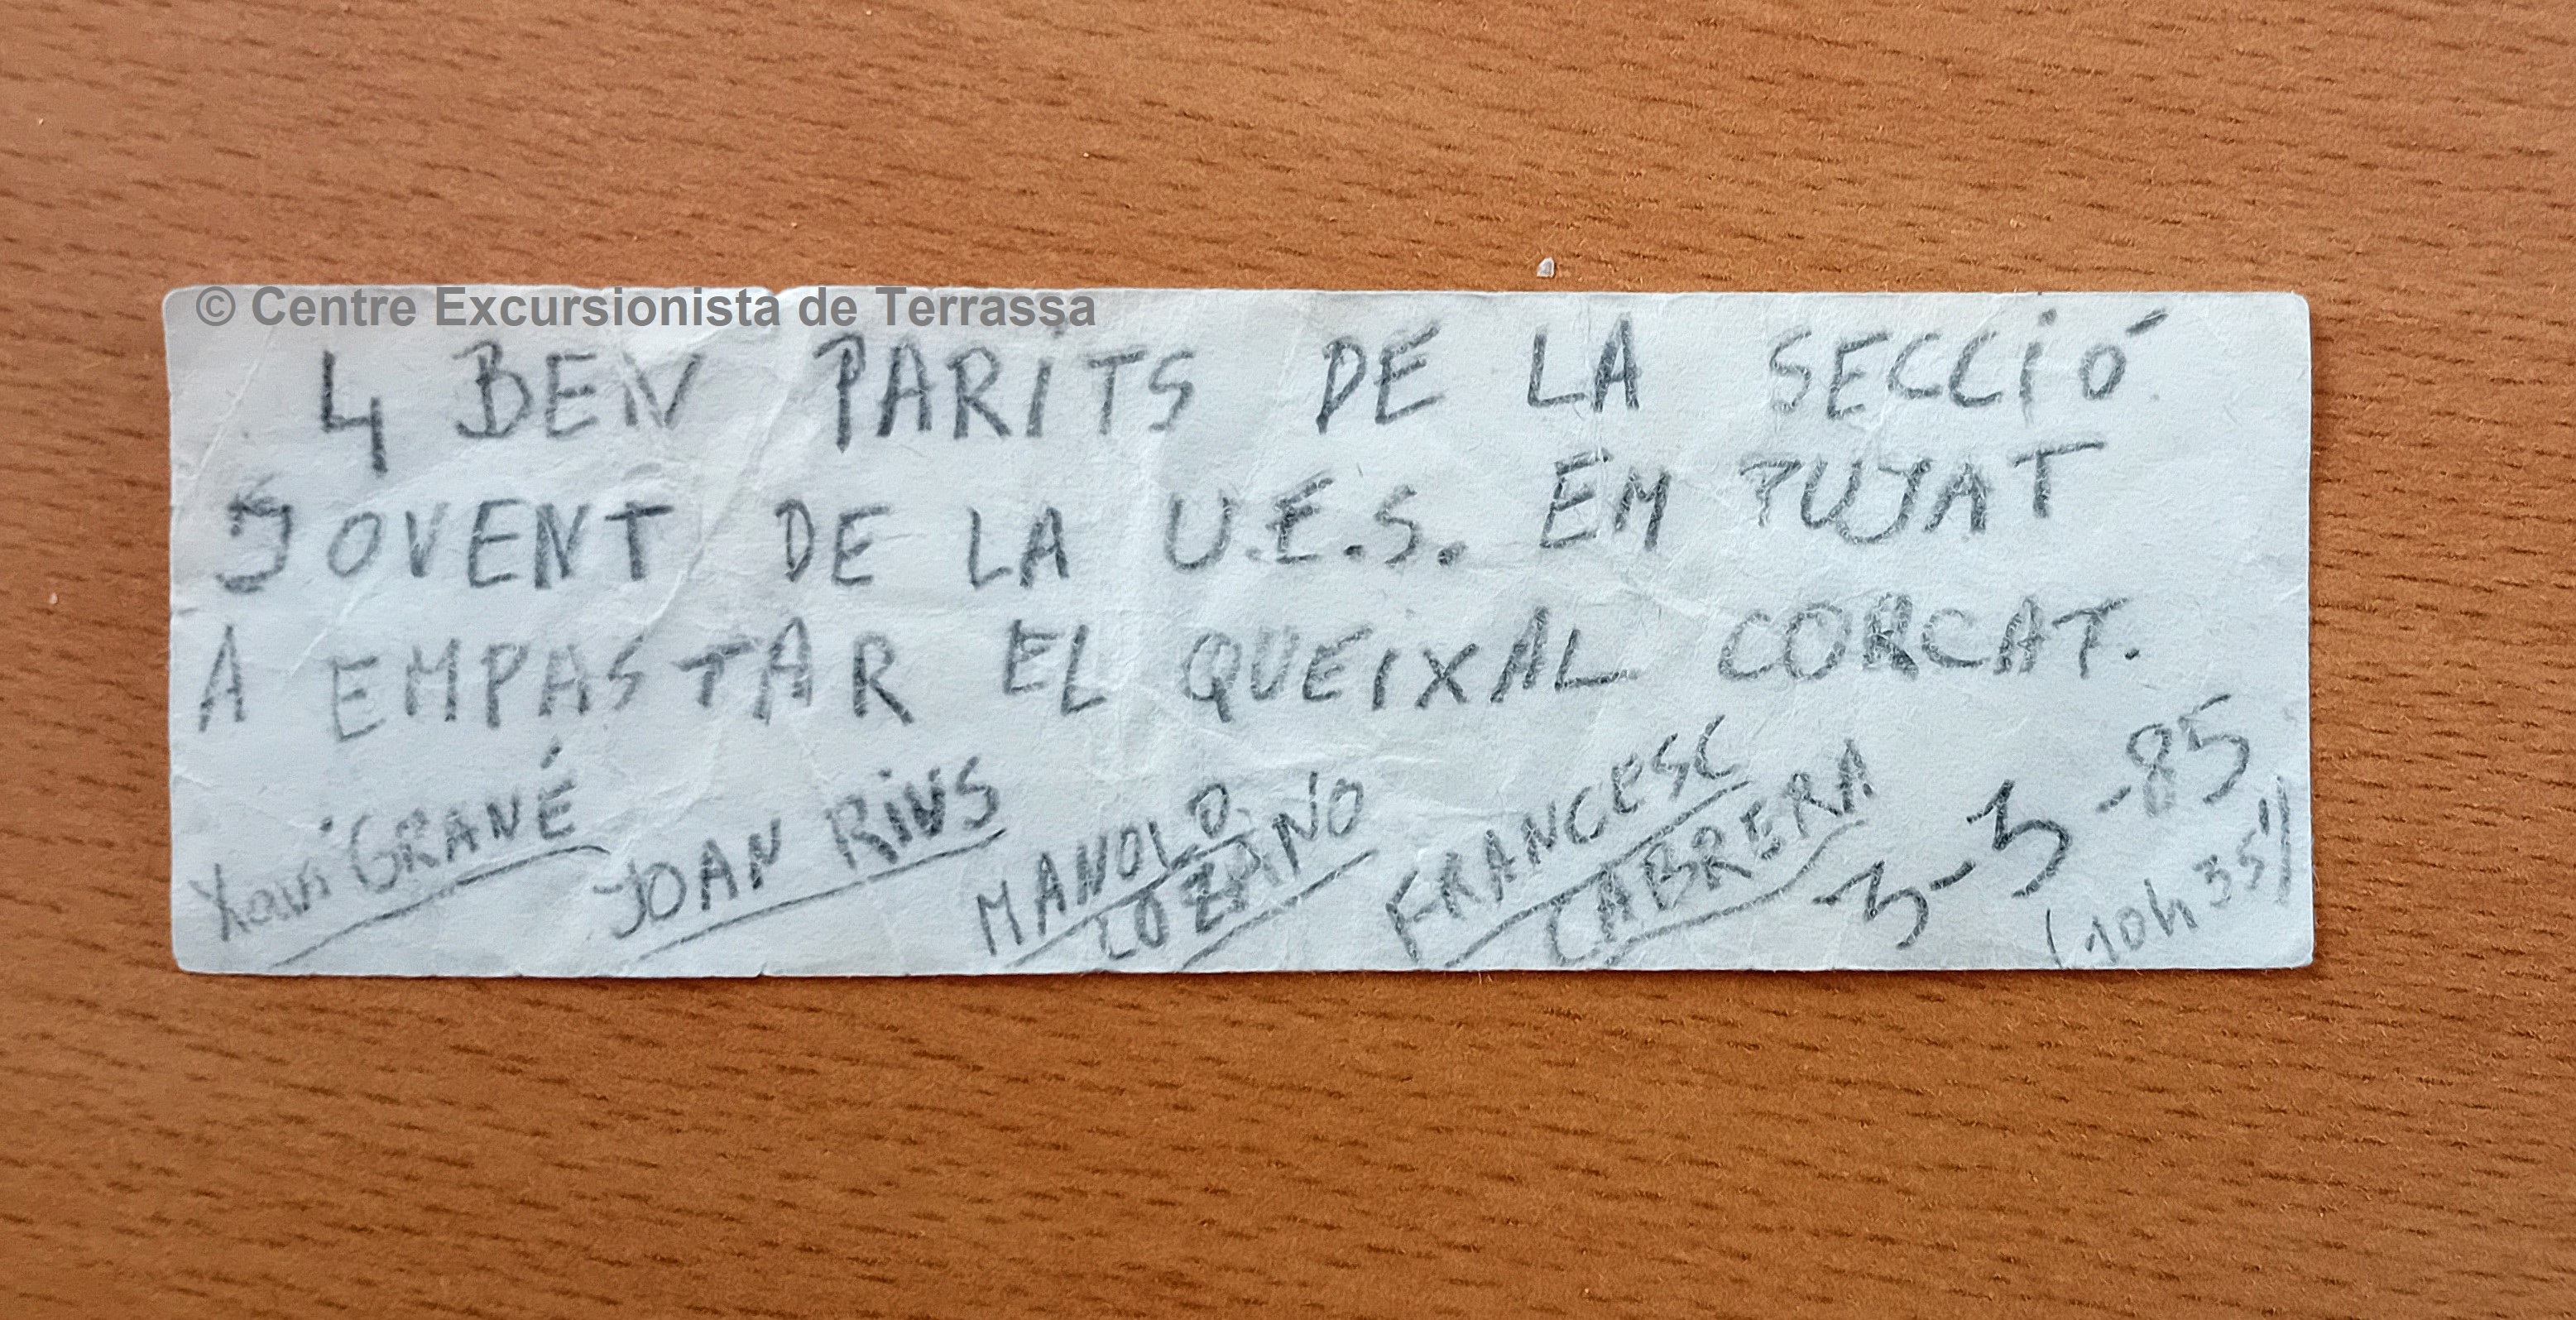 © Centre Excursionista de Terrassa
4 BEN PARITS DE LA SECCIÓ
JOVENT DE LA U.E.S. EM PUJAT
A EMPASTAR EL QUEIXAL CORCAT.
Xavi GRANÉ JOAN RIUS MANOLO LOZANO FRANCESC CABRERA 3-3-85
(10h 35')